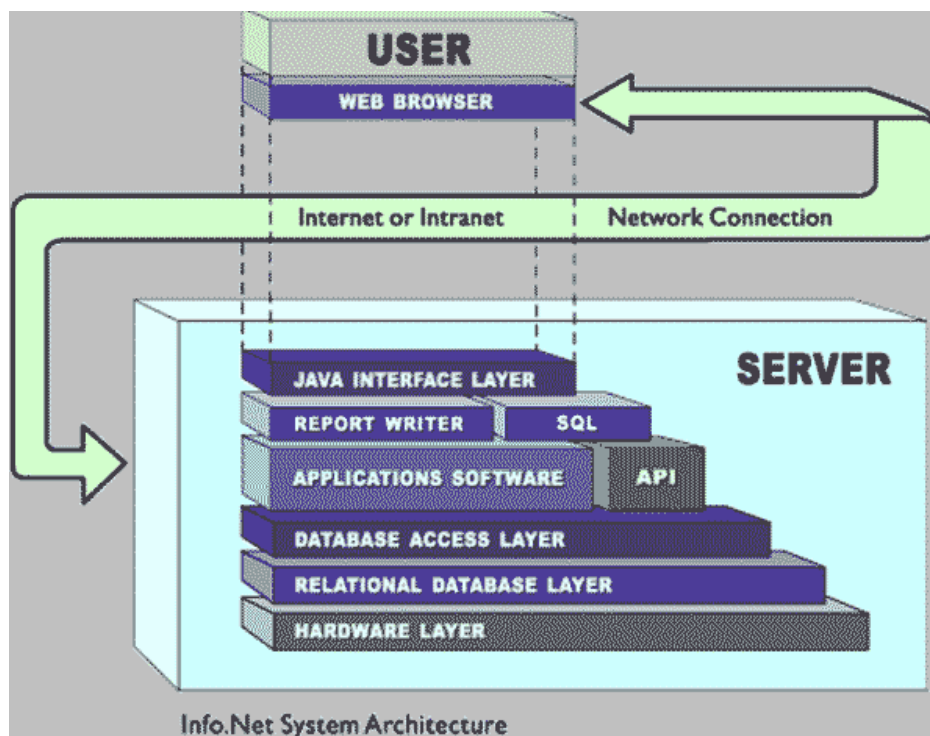 USER
WEB BROWSER
Internet or Intranet Network Connection
SERVER
JAVA INTERFACE LAYER
REPORT WRITER SQL
APPLICATIONS SOFTWARE API
DATABASE ACCESS LAYER
RELATIONAL DATABASE LAYER
HARDWARE LAYER
Info.Net System Architecture